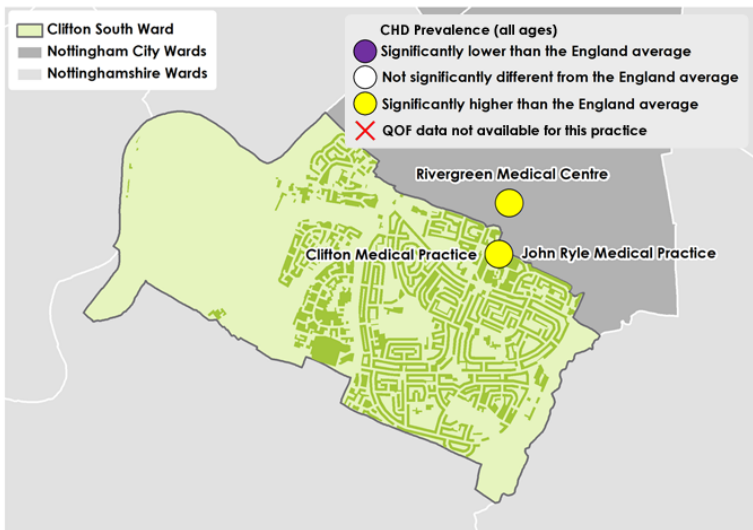 Clifton South Ward
Nottingham City Wards
Nottinghamshire Wards
CHD Prevalence (all ages)
Significantly lower than the England average
Not significantly different from the England average
Significantly higher than the England average
QOF data not available for this practice
Rivergreen Medical Centre
Clifton Medical Practice
John Ryle Medical Practice